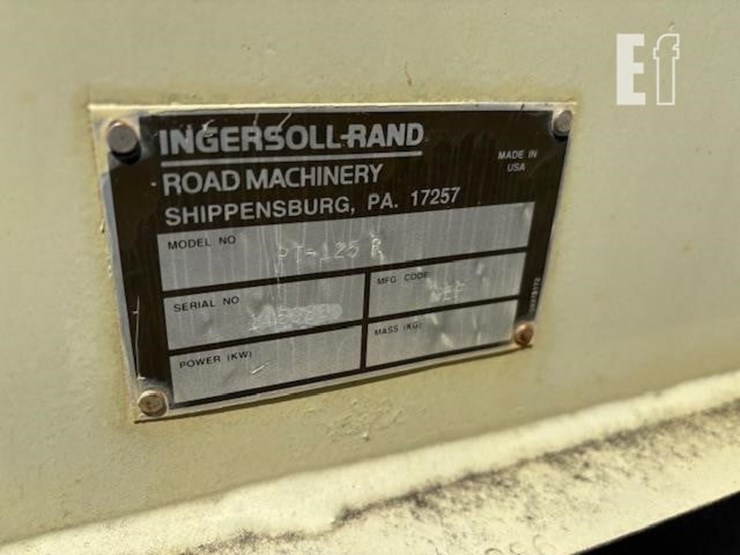 Ef
INGERSOLL-RAND
ROAD MACHINERY
MADE IN
USA
SHIPPENSBURG, PA. 17257
MODEL NO
PT-125 R
SERIAL NO
MFG CODE
POWER (KW)
MASS (KG)